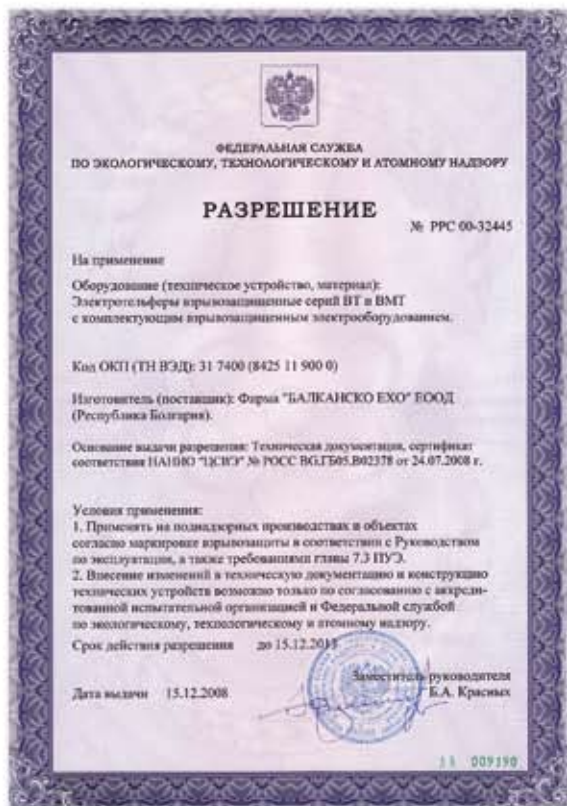 ФЕДЕРАЛЬНАЯ СЛУЖБА
ПО ЭКОЛОГИЧЕСКОМУ, ТЕХНОЛОГИЧЕСКОМУ И АТОМНОМУ НАДЗОРУ
РАЗРЕШЕНИЕ
№ РРС 00-32445
На применение
Оборудование (техническое устройство, материал):
Электротельферы взрывозащищенные серий ВТ и ВМТ
с комплектующим взрывозащищенным электрооборудованием.
Код ОКП (ТН ВЭД): 31 7400 (8425 11 900 0)
Изготовитель (поставщик): Фирма "БАЛКАНСКО ЕХО" ЕООД
(Республика Болгария).
Основание выдачи разрешения: Техническая документация, сертификат
соответствия НАНИО "ЦСВЭ" № РОСС BG.ГБ05.В02378 от 24.07.2008 г.
Условия применения:
1. Применять на поднадзорных производствах и объектах
согласно маркировке взрывозащиты в соответствии с Руководством
по эксплуатации, а также требованиями главы 7.3 ПУЭ.
2. Внесение изменений в техническую документацию и конструкцию
технических устройств возможно только по согласованию с аккреди-
тованной испытательной организацией и Федеральной службой
по экологическому, технологическому и атомному надзору.
Срок действия разрешения до 15.12.2013
Заместитель руководителя
Дата выдачи 15.12.2008 Б.А. Красных
009190